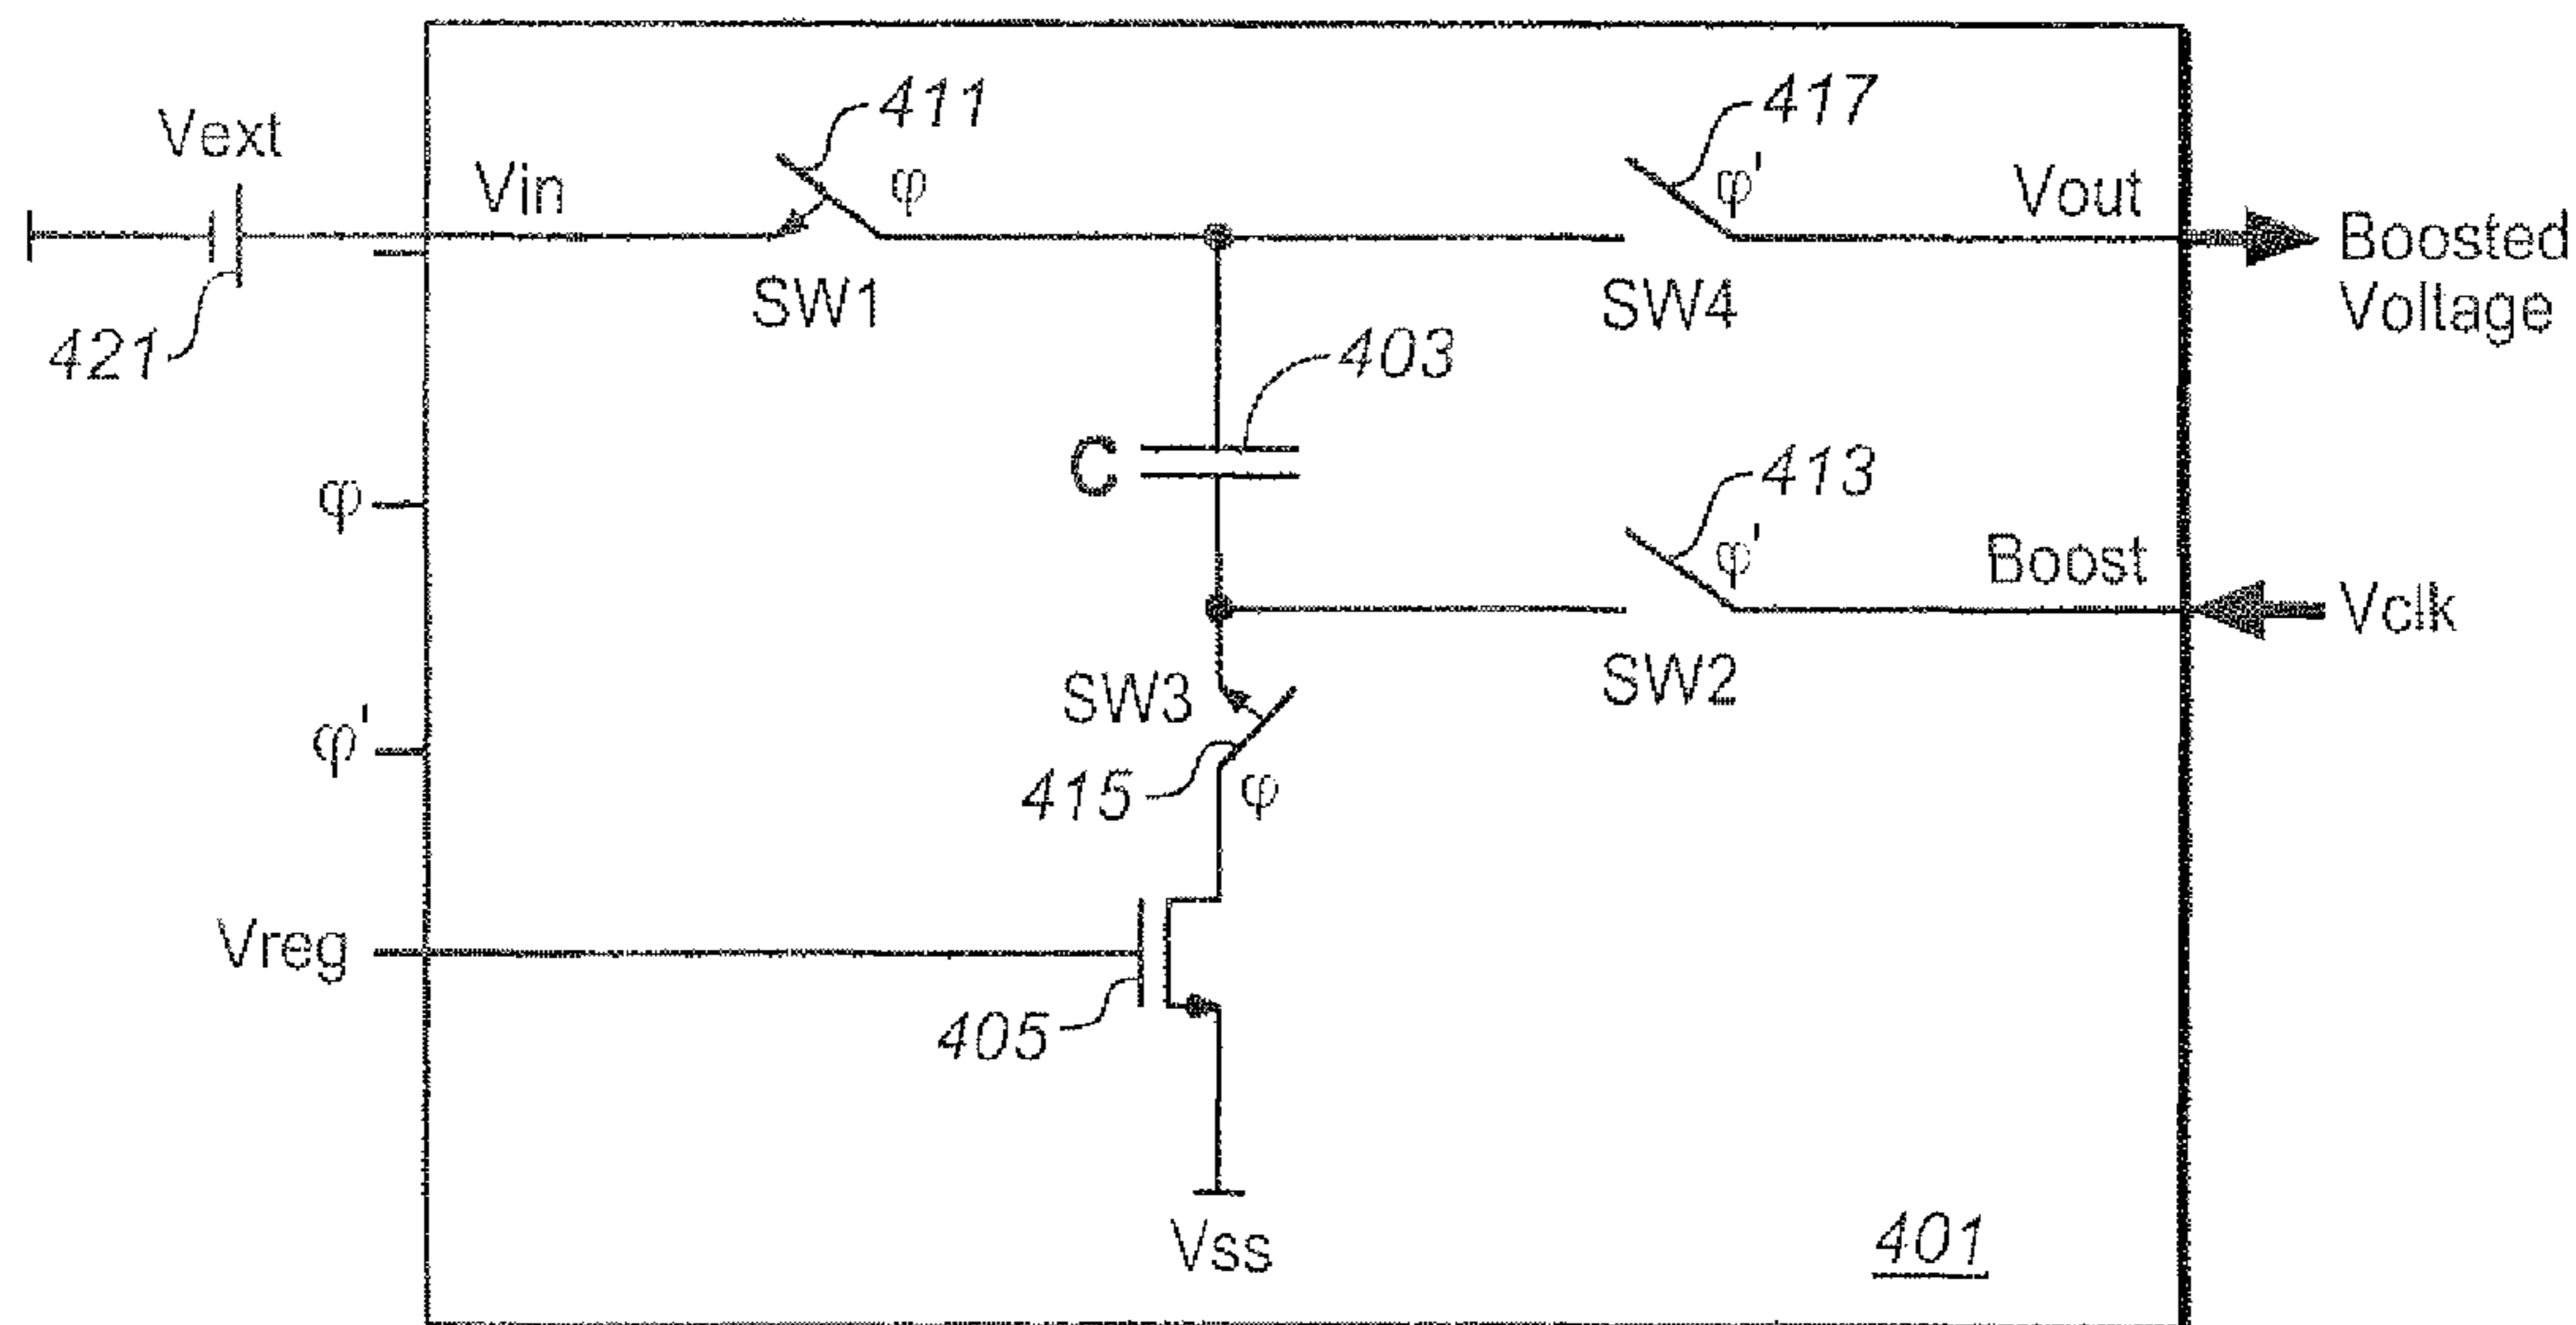 411
417
Vext
Vin
φ
φ'
Vout
Boosted
Voltage
SW1
SW4
421
403
C
413
φ
φ'
Boost
Vclk
SW3
SW2
φ'
415
φ
Vreg
405
Vss
401